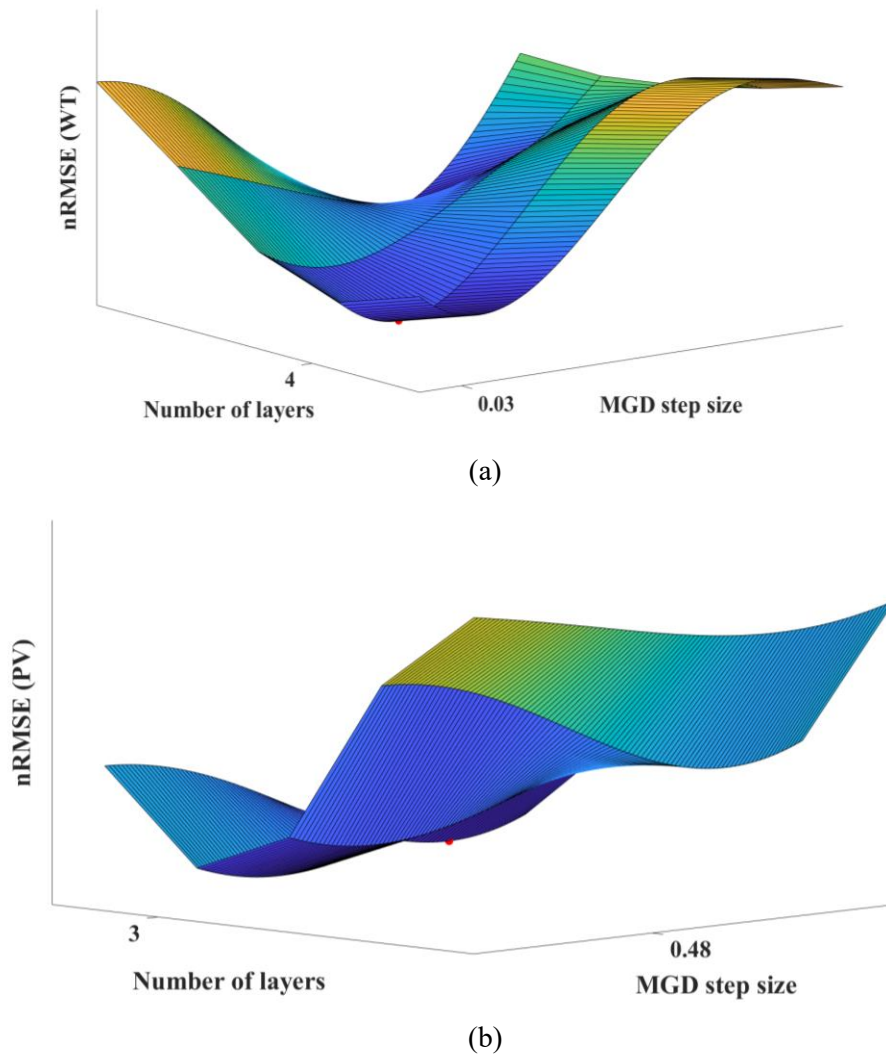 nRMSE (WT)
4
Number of layers
0.03
MGD step size
(a)
nRMSE (PV)
3
Number of layers
0.48
MGD step size
(b)